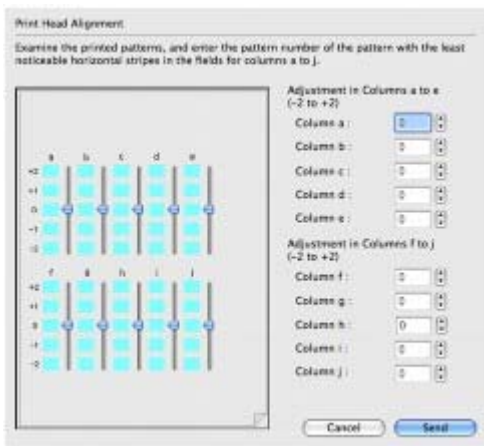 Print Head Alignment
Examine the printed patterns, and enter the pattern number of the pattern with the least
noticeable horizontal stripes in the fields for columns a to j.
Adjustment in Columns a to e
(-2 to +2)
Column a : 0
Column b : 0
Column c : 0
Column d : 0
Column e : 0
Adjustment in Columns f to j
(-2 to +2)
Column f : 0
Column g : 0
Column h : 0
Column i : 0
Column j : 0
a b c d e
+2
+1
0
-1
-2
f g h i j
+2
+1
0
-1
-2
Cancel Send